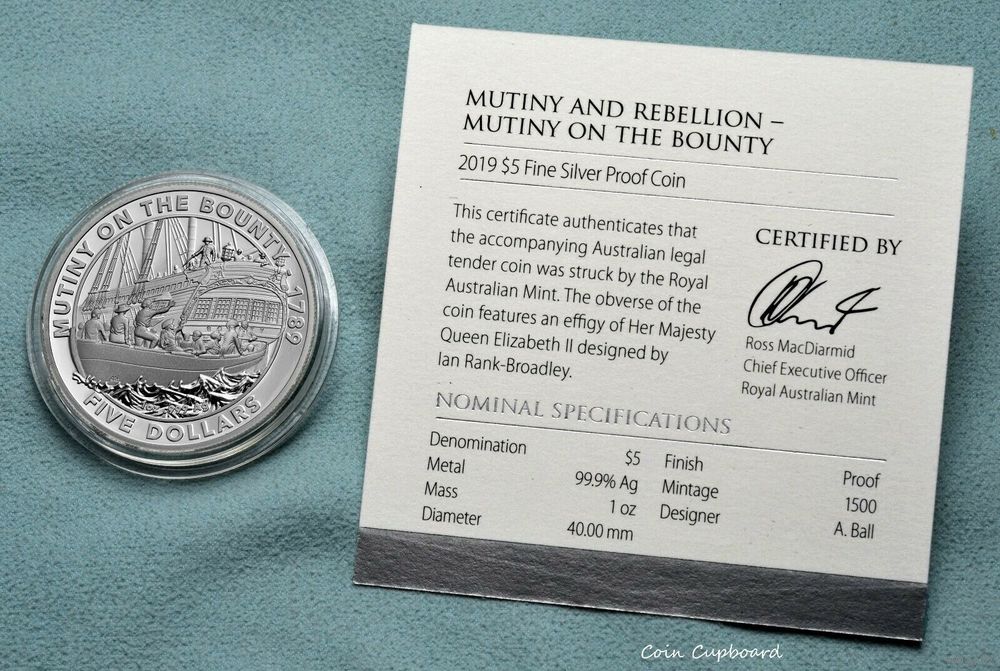 MUTINY ON THE BOUNTY 1789
1oz 999 AG
FIVE DOLLARS
MUTINY AND REBELLION –
MUTINY ON THE BOUNTY
2019 $5 Fine Silver Proof Coin
This certificate authenticates that
the accompanying Australian legal
tender coin was struck by the Royal
Australian Mint. The obverse of the
coin features an effigy of Her Majesty
Queen Elizabeth II designed by
Ian Rank-Broadley.
CERTIFIED BY
Ross MacDiarmid
Chief Executive Officer
Royal Australian Mint
NOMINAL SPECIFICATIONS
Denomination $5 Finish Proof
Metal 99.9% Ag Mintage 1500
Mass 1 oz Designer A. Ball
Diameter 40.00 mm
Coin Cupboard